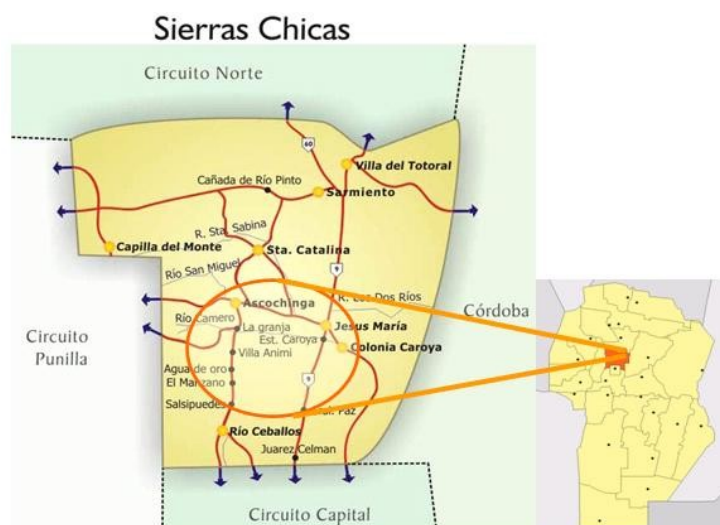 Sierras Chicas
Circuito Norte
60
Villa del Totoral
Cañada de Río Pinto
Sarmiento
R. Sta. Sabina
Capilla del Monte
Sta. Catalina
Río San Miguel
9
R. Los Dos Ríos
Ascochinga
Córdoba
Río Camero
La granja
Jesus María
Circuito
Punilla
Est. Caroya
Colonia Caroya
Villa Animi
Agua de oro
El Manzano
9
Salsipuedes
Paz
Río Ceballos
Juarez Celman
Circuito Capital